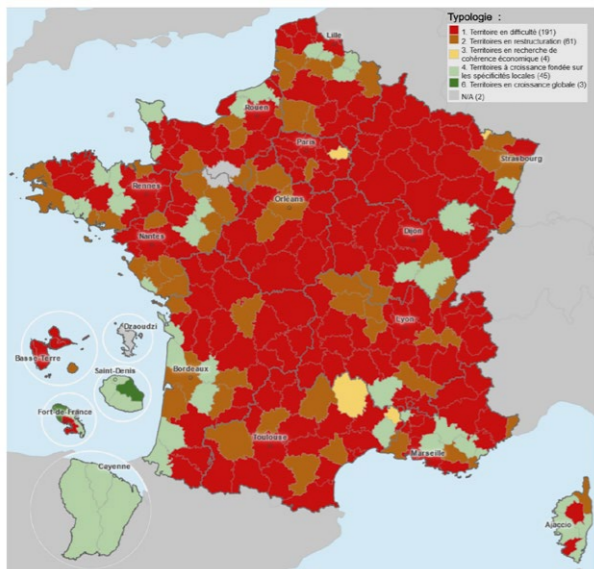 Typologie :
1. Territoire en difficulté (191)
2. Territoires en restructuration (61)
3. Territoires en recherche de
cohérence économique (4)
4. Territoires à croissance fondée sur
les spécificités locales (45)
6. Territoires en croissance globale (3)
N/A (2)
Lille
Rouen
Paris
Strasbourg
Rennes
Orléans
Nantes
Dijon
Lyon
Dzaoudzi
Basse-Terre
Saint-Denis
Bordeaux
Fort-de-France
Toulouse
Marseille
Cayenne
Ajaccio